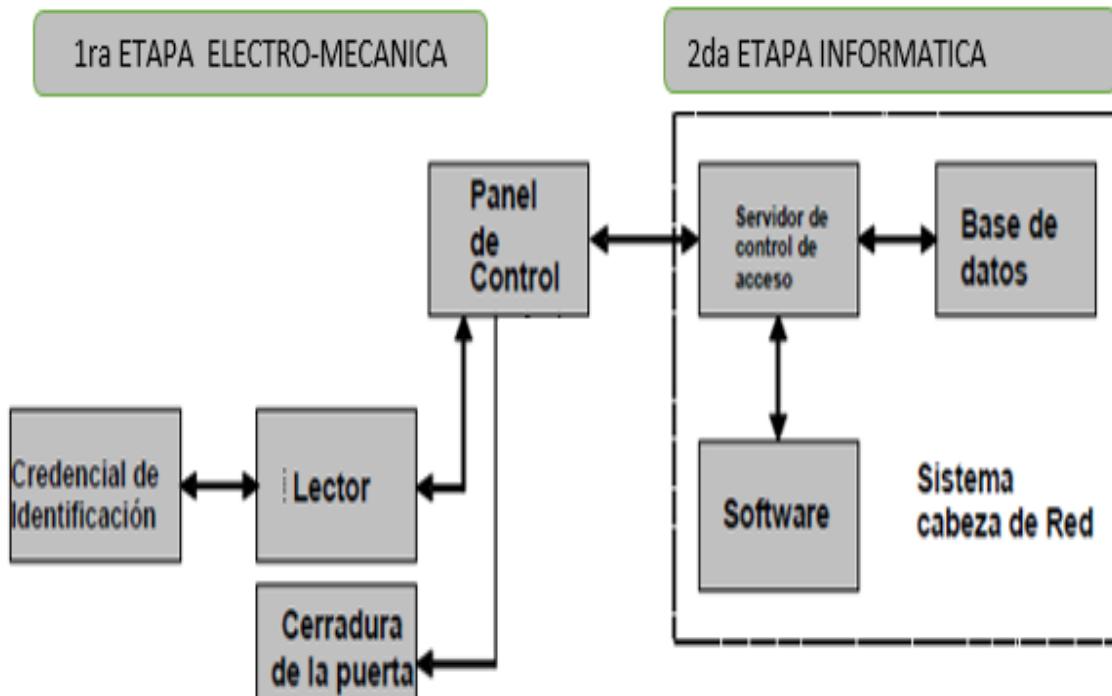 1ra ETAPA ELECTRO-MECANICA
2da ETAPA INFORMATICA
Panel
de
Control
Servidor de
control de
acceso
Base de
datos
Credencial de
Identificación
Lector
Software
Sistema
cabeza de Red
Cerradura
de la puerta